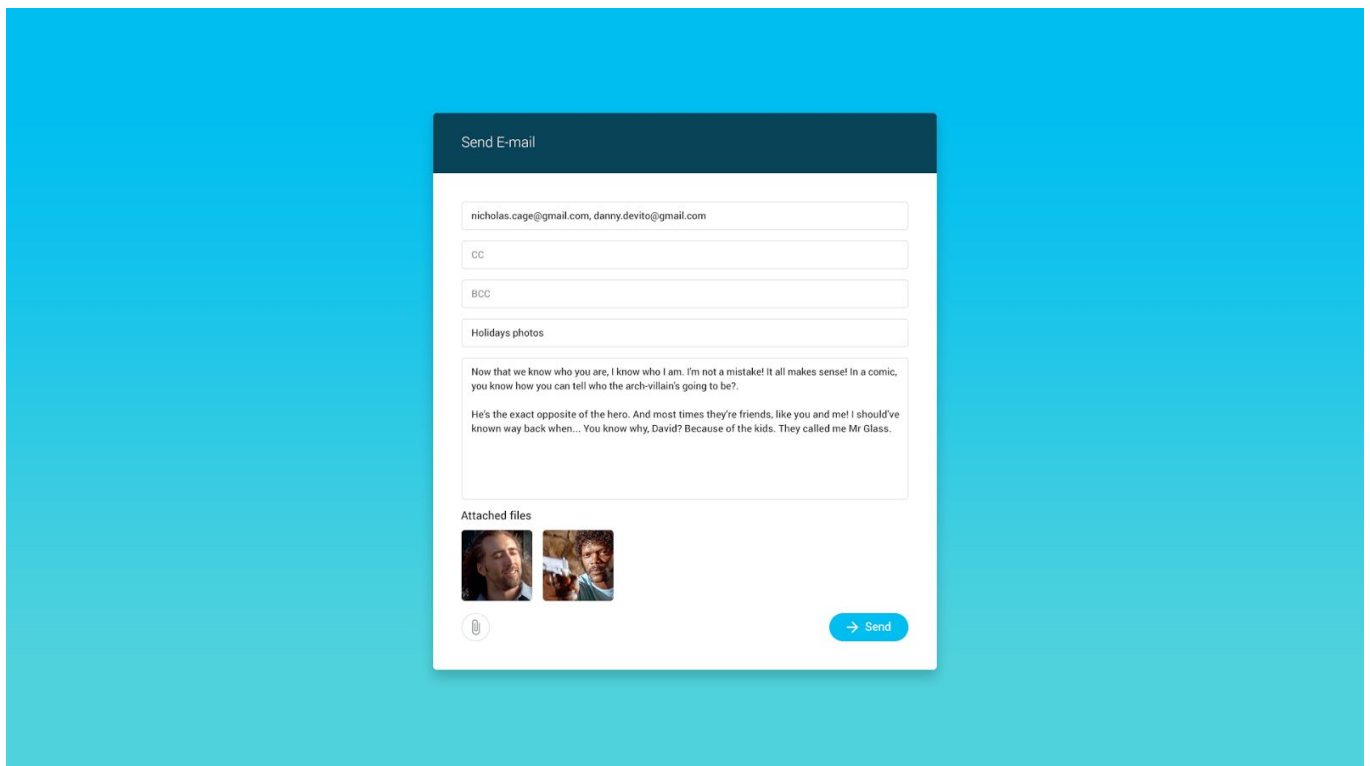 Send E-mail
nicholas.cage@gmail.com, danny.devito@gmail.com
CC
BCC
Holidays photos
Now that we know who you are, I know who I am. I'm not a mistake! It all makes sense! In a comic,
you know how you can tell who the arch-villain's going to be?.
He's the exact opposite of the hero. And most times they're friends, like you and me! I should've
known way back when... You know why, David? Because of the kids. They called me Mr Glass.
Attached files
Send